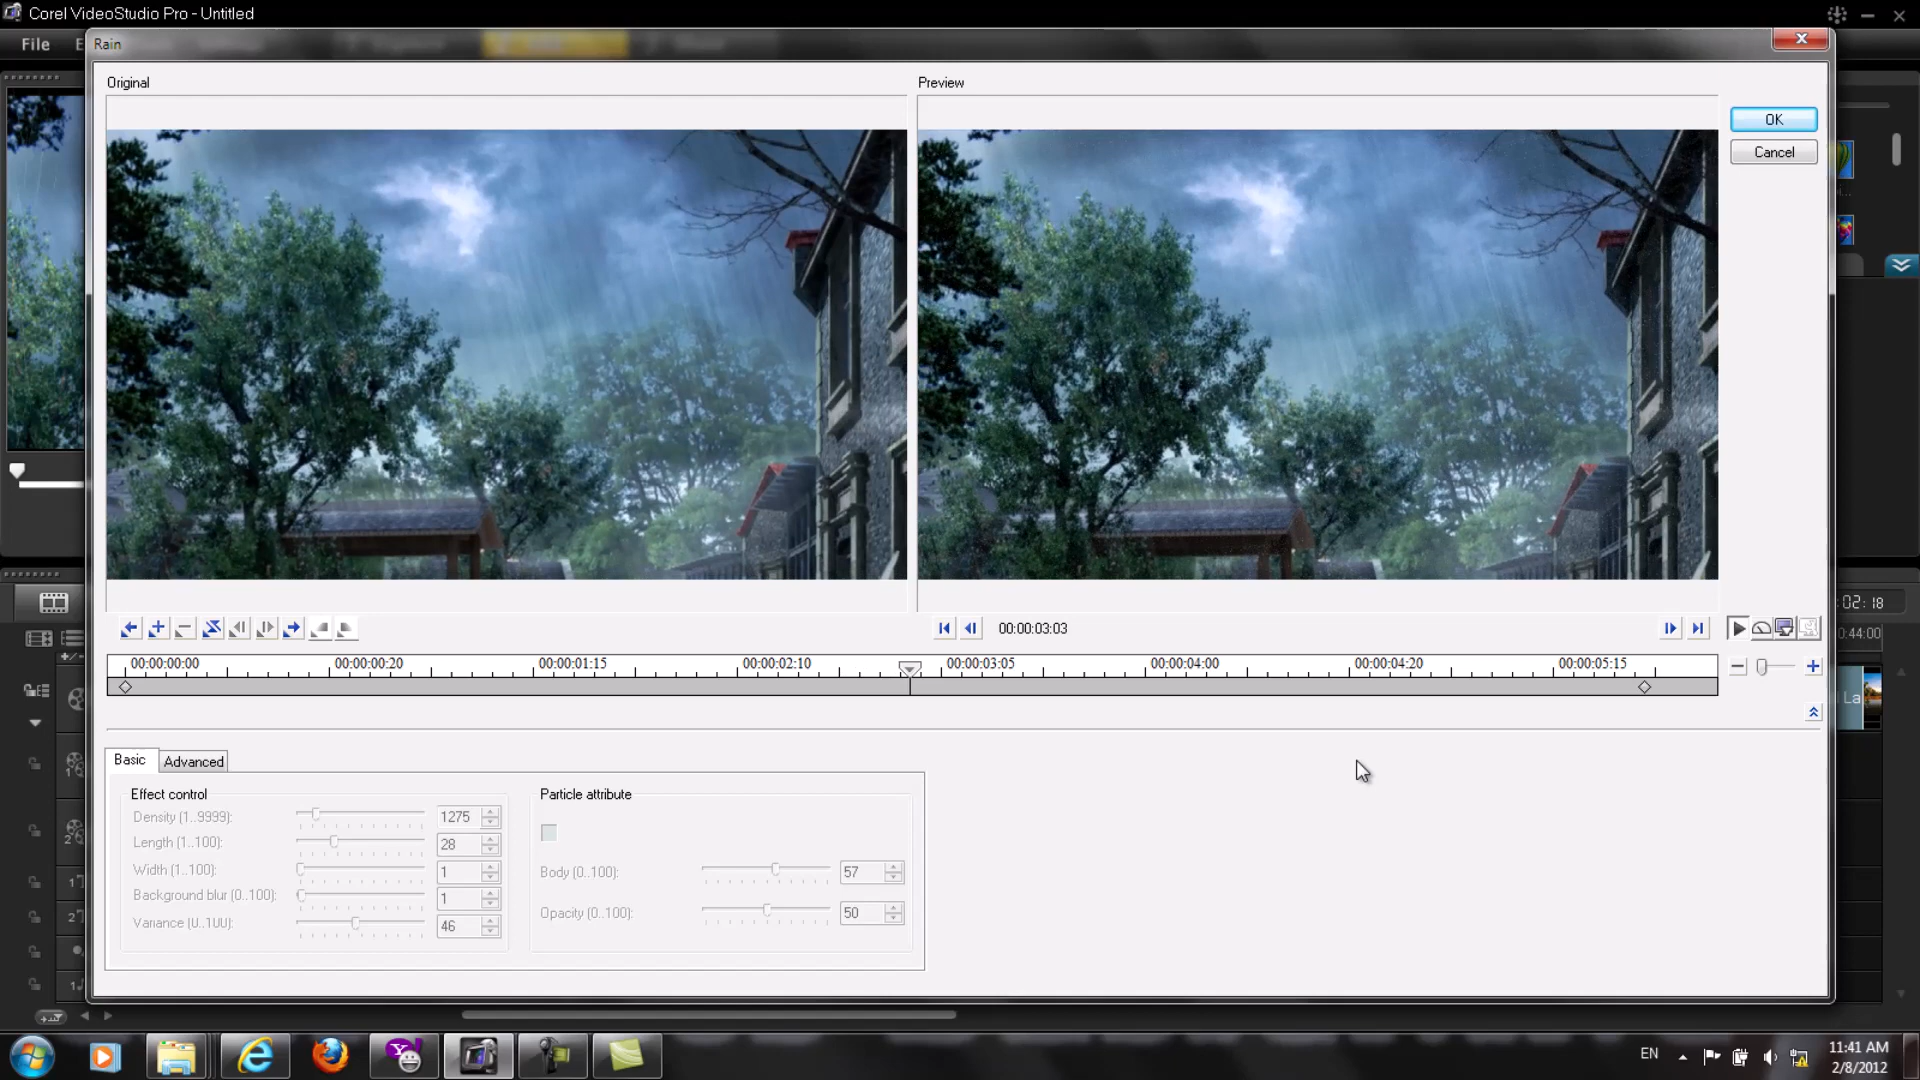 Corel VideoStudio Pro - Untitled
File
Rain
Original
Preview
OK
Cancel
00:00:03:03
02:18
00:00:00:00 00:00:00:20 00:00:01:15 00:00:02:10 00:00:03:05 00:00:04:00 00:00:04:20 00:00:05:15
0:44:00
La
Basic
Advanced
Effect control
Density (1..9999):
1275
Length (1..100):
28
Width (1..100):
1
Background blur (0..100):
1
Variance (0..100):
46
Particle attribute
Body (0..100):
57
Opacity (0..100):
50
EN
11:41 AM
2/8/2012